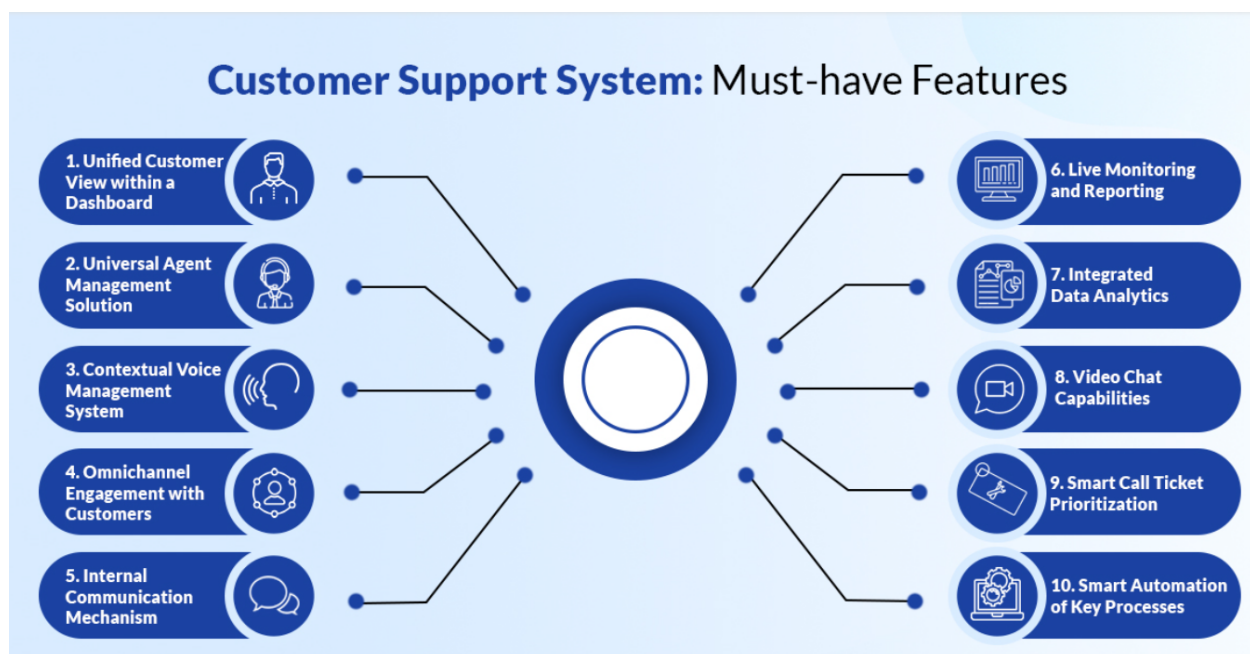 Customer Support System: Must-have Features
1. Unified Customer
View within a
Dashboard
2. Universal Agent
Management
Solution
3. Contextual Voice
Management
System
4. Omnichannel
Engagement with
Customers
5. Internal
Communication
Mechanism
6. Live Monitoring
and Reporting
7. Integrated
Data Analytics
8. Video Chat
Capabilities
9. Smart Call Ticket
Prioritization
10. Smart Automation
of Key Processes